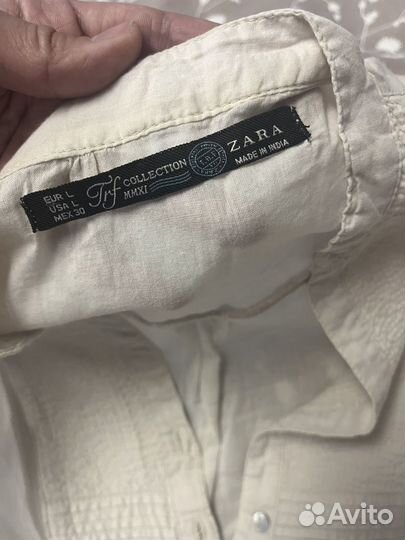 EUR L
USA L
MEX 30
Trf COLLECTION
MMXI
ZARA
MADE IN INDIA
Avito